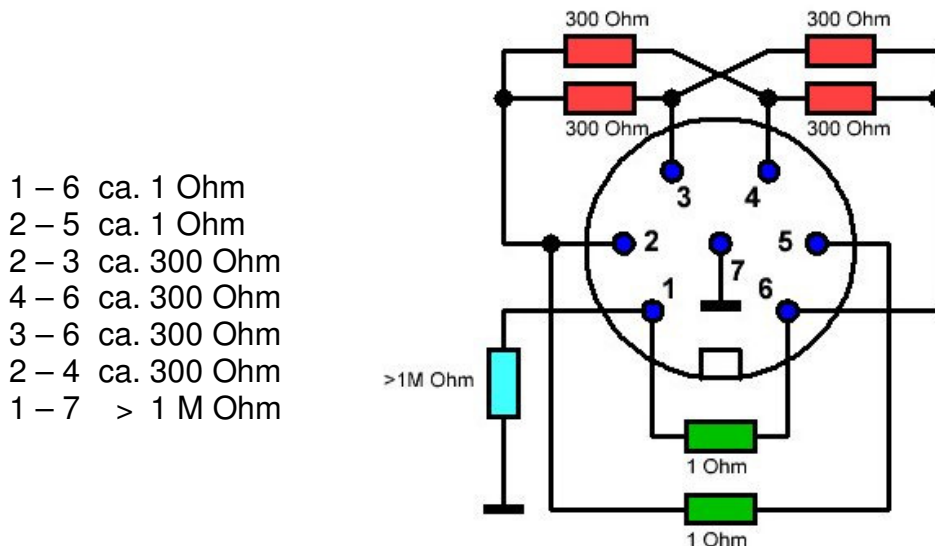 1 – 6 ca. 1 Ohm
2 – 5 ca. 1 Ohm
2 – 3 ca. 300 Ohm
4 – 6 ca. 300 Ohm
3 – 6 ca. 300 Ohm
2 – 4 ca. 300 Ohm
1 – 7 > 1 M Ohm
300 Ohm 300 Ohm
300 Ohm 300 Ohm
3 4
2 5
7
1 6
>1M Ohm
1 Ohm
1 Ohm